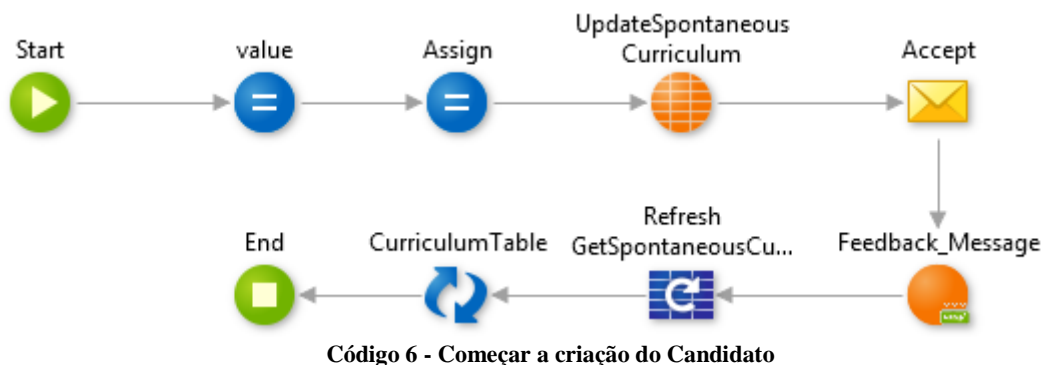 Start
value
Assign
UpdateSpontaneous
Curriculum
Accept
End
CurriculumTable
Refresh
GetSpontaneousCu...
Feedback_Message
Código 6 - Começar a criação do Candidato